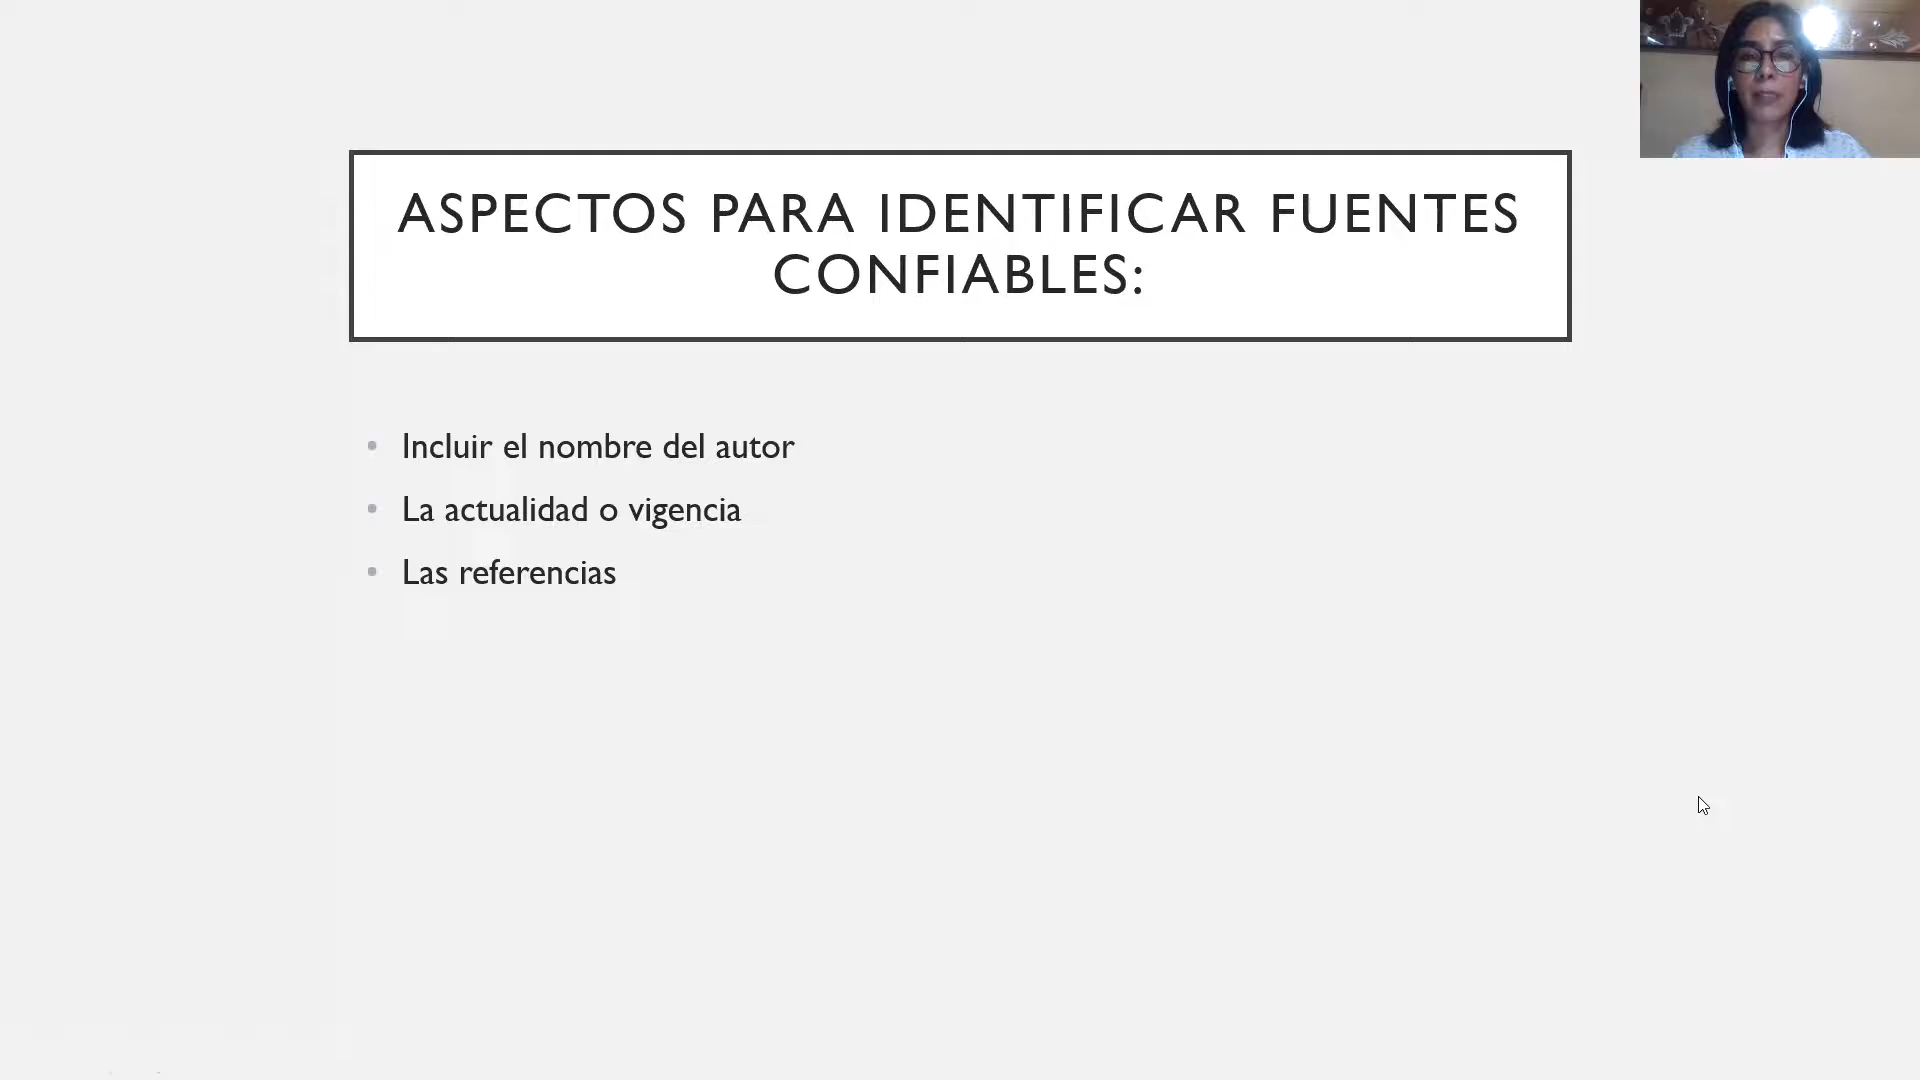 ASPECTOS PARA IDENTIFICAR FUENTES
CONFIABLES:
• Incluir el nombre del autor
• La actualidad o vigencia
• Las referencias